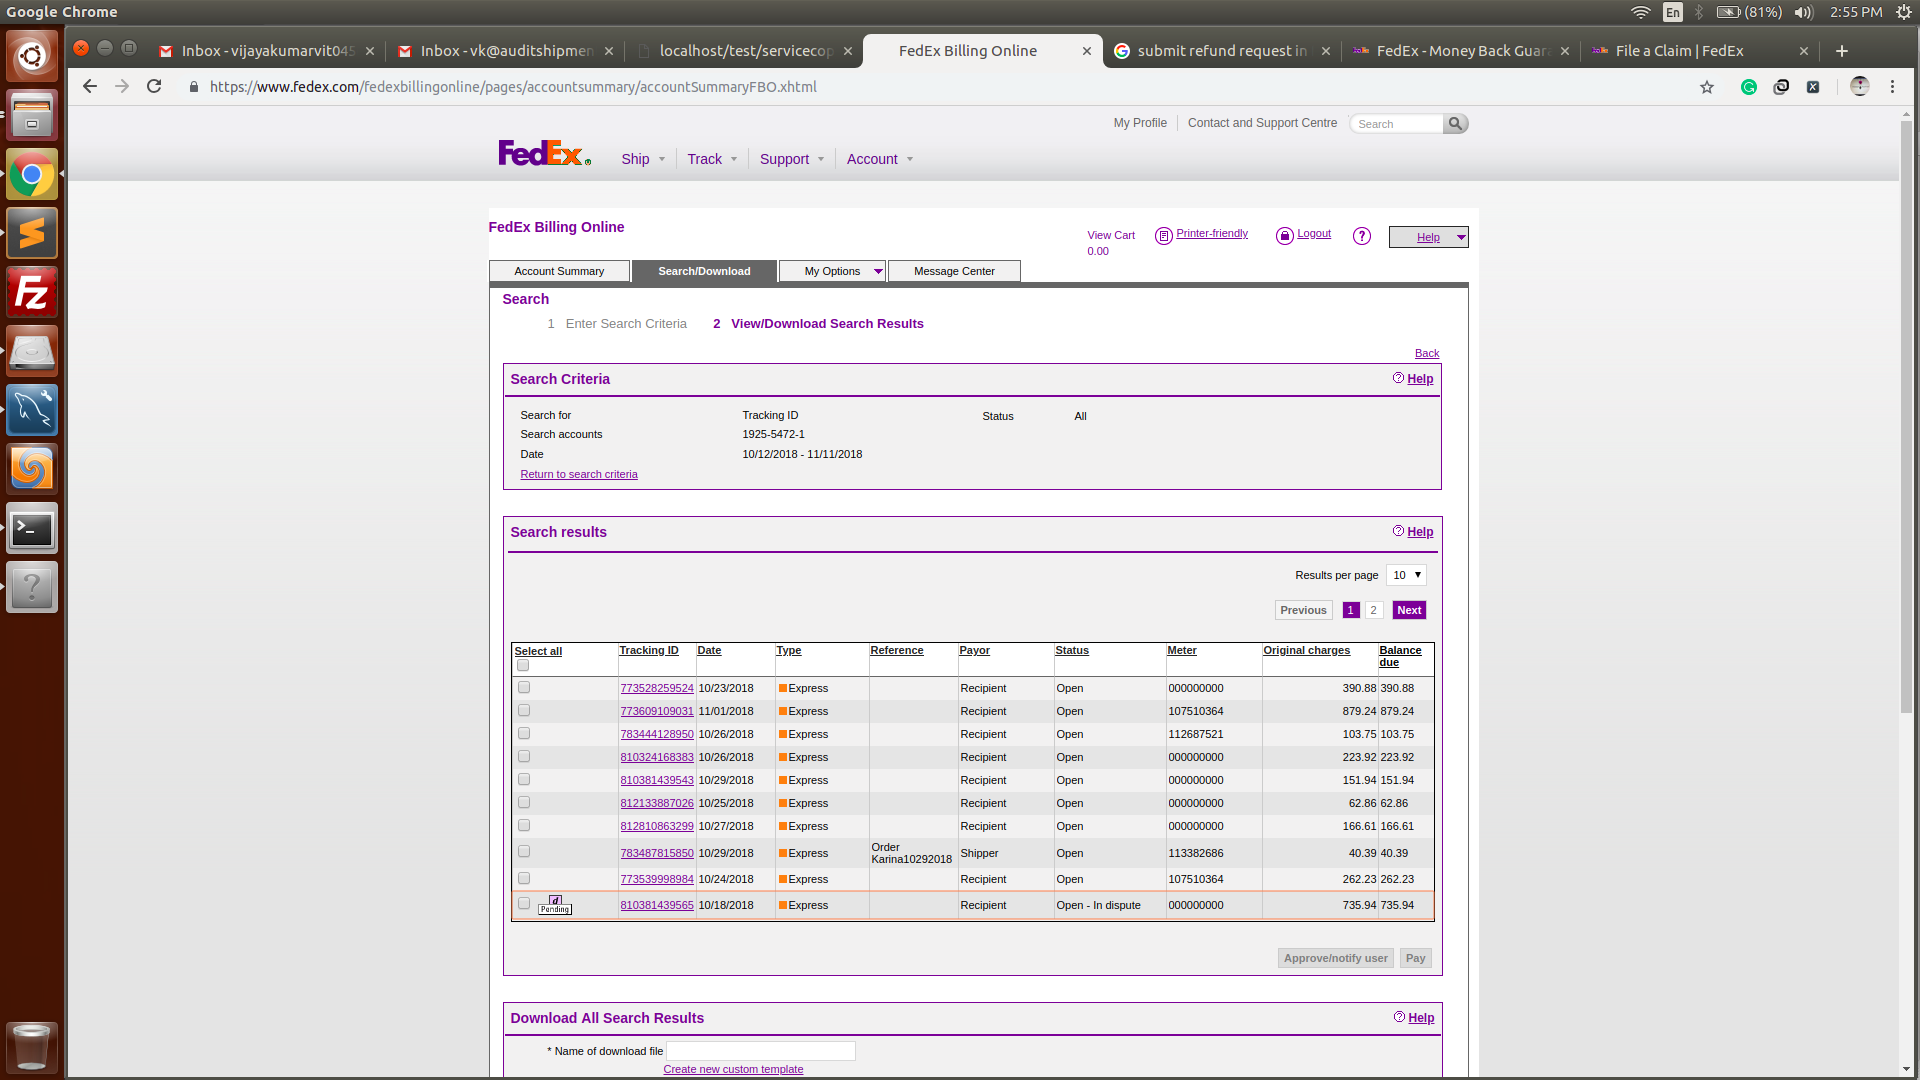 Google Chrome
En
(81%)
2:55 PM
Inbox - vijayakumarvit045
Inbox - vk@auditshipmen
localhost/test/servicecop
FedEx Billing Online
submit refund request in
FedEx - Money Back Guar
File a Claim | FedEx
https://www.fedex.com/fedexbillingonline/pages/accountsummary/accountSummaryFBO.xhtml
My Profile
Contact and Support Centre
Search
FedEx
Ship
Track
Support
Account
FedEx Billing Online
View Cart
0.00
Printer-friendly
Logout
?
Help
Account Summary
Search/Download
My Options
Message Center
Search
1 Enter Search Criteria
2 View/Download Search Results
Back
Search Criteria
? Help
Search for Tracking ID Status All
Search accounts 1925-5472-1
Date 10/12/2018 - 11/11/2018
Return to search criteria
Search results
? Help
Results per page 10
Previous 1 2 Next
Select all Tracking ID Date Type Reference Payor Status Meter Original charges Balance due
773528259524 10/23/2018 Express Recipient Open 000000000 390.88 390.88
773609109031 11/01/2018 Express Recipient Open 107510364 879.24 879.24
783444128950 10/26/2018 Express Recipient Open 112687521 103.75 103.75
810324168383 10/26/2018 Express Recipient Open 000000000 223.92 223.92
810381439543 10/29/2018 Express Recipient Open 000000000 151.94 151.94
812133887026 10/25/2018 Express Recipient Open 000000000 62.86 62.86
812810863299 10/27/2018 Express Recipient Open 000000000 166.61 166.61
783487815850 10/29/2018 Express Order Karina10292018 Shipper Open 113382686 40.39 40.39
773539998984 10/24/2018 Express Recipient Open 107510364 262.23 262.23
d Pending 810381439565 10/18/2018 Express Recipient Open - In dispute 000000000 735.94 735.94
Approve/notify user
Pay
Download All Search Results
? Help
* Name of download file
Create new custom template